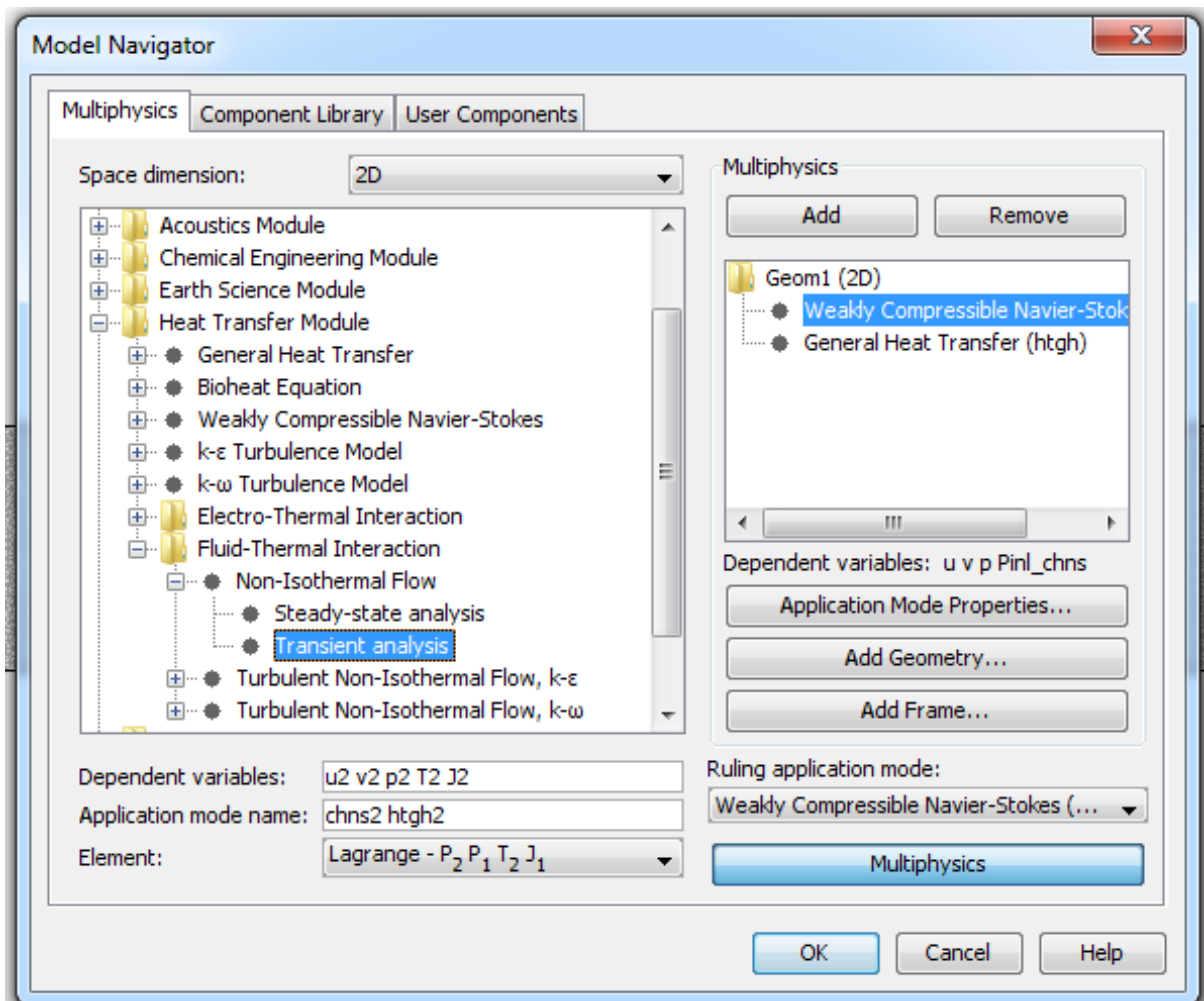 Model Navigator
Multiphysics Component Library User Components
Space dimension: 2D
Acoustics Module
Chemical Engineering Module
Earth Science Module
Heat Transfer Module
General Heat Transfer
Bioheat Equation
Weakly Compressible Navier-Stokes
k-ε Turbulence Model
k-ω Turbulence Model
Electro-Thermal Interaction
Fluid-Thermal Interaction
Non-Isothermal Flow
Steady-state analysis
Transient analysis
Turbulent Non-Isothermal Flow, k-ε
Turbulent Non-Isothermal Flow, k-ω
Dependent variables: u2 v2 p2 T2 J2
Application mode name: chns2 htgh2
Element: Lagrange - P₂ P₁ T₂ J₁
Multiphysics
Add Remove
Geom1 (2D)
Weakly Compressible Navier-Stok
General Heat Transfer (htgh)
Dependent variables: u v p Pinl_chns
Application Mode Properties...
Add Geometry...
Add Frame...
Ruling application mode:
Weakly Compressible Navier-Stokes (...
Multiphysics
OK Cancel Help